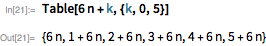 In[21]:= Table[6 n + k, {k, 0, 5}]
Out[21]= {6 n, 1 + 6 n, 2 + 6 n, 3 + 6 n, 4 + 6 n, 5 + 6 n}